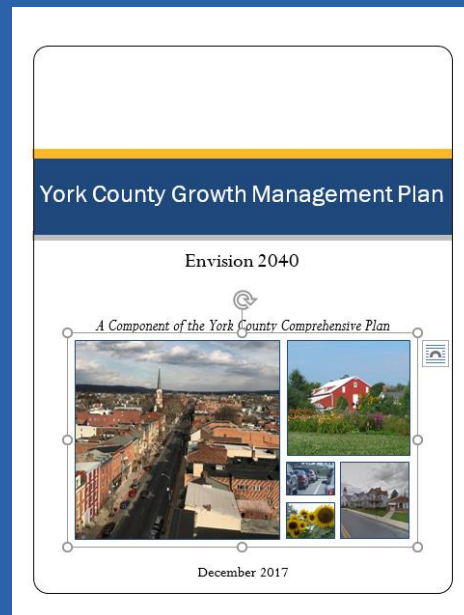 York County Growth Management Plan
Envision 2040
A Component of the York County Comprehensive Plan
December 2017